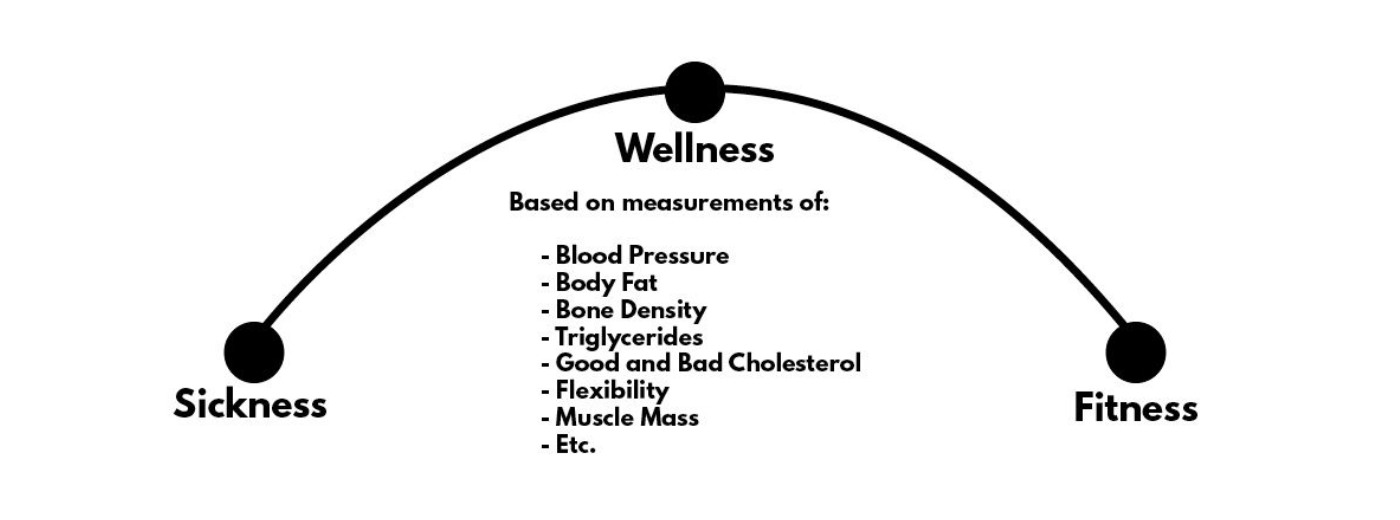 Wellness
Based on measurements of:
- Blood Pressure
- Body Fat
- Bone Density
- Triglycerides
- Good and Bad Cholesterol
- Flexibility
- Muscle Mass
- Etc.
Sickness
Fitness